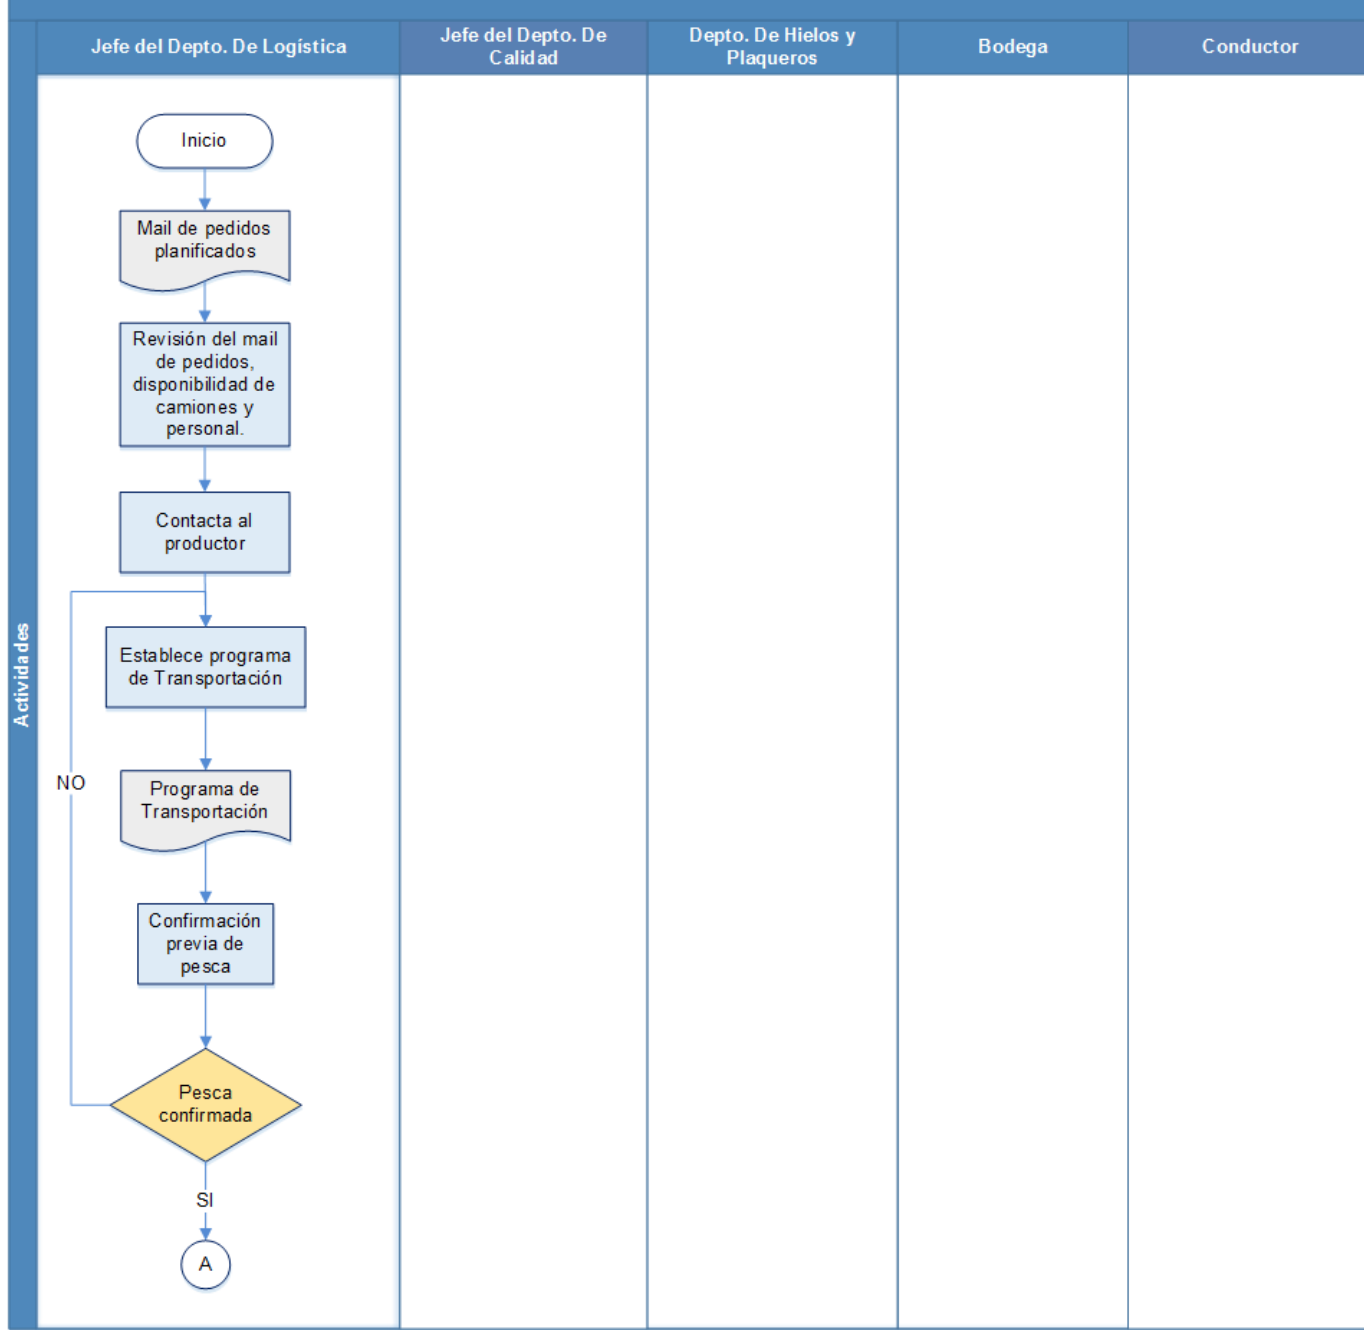 Jefe del Depto. De Logística
Jefe del Depto. De
Calidad
Depto. De Hielos y
Plaqueros
Bodega
Conductor
Actividades
Inicio
Mail de pedidos
planificados
Revisión del mail
de pedidos,
disponibilidad de
camiones y
personal.
Contacta al
productor
Establece programa
de Transportación
NO
Programa de
Transportación
Confirmación
previa de
pesca
Pesca
confirmada
SI
A